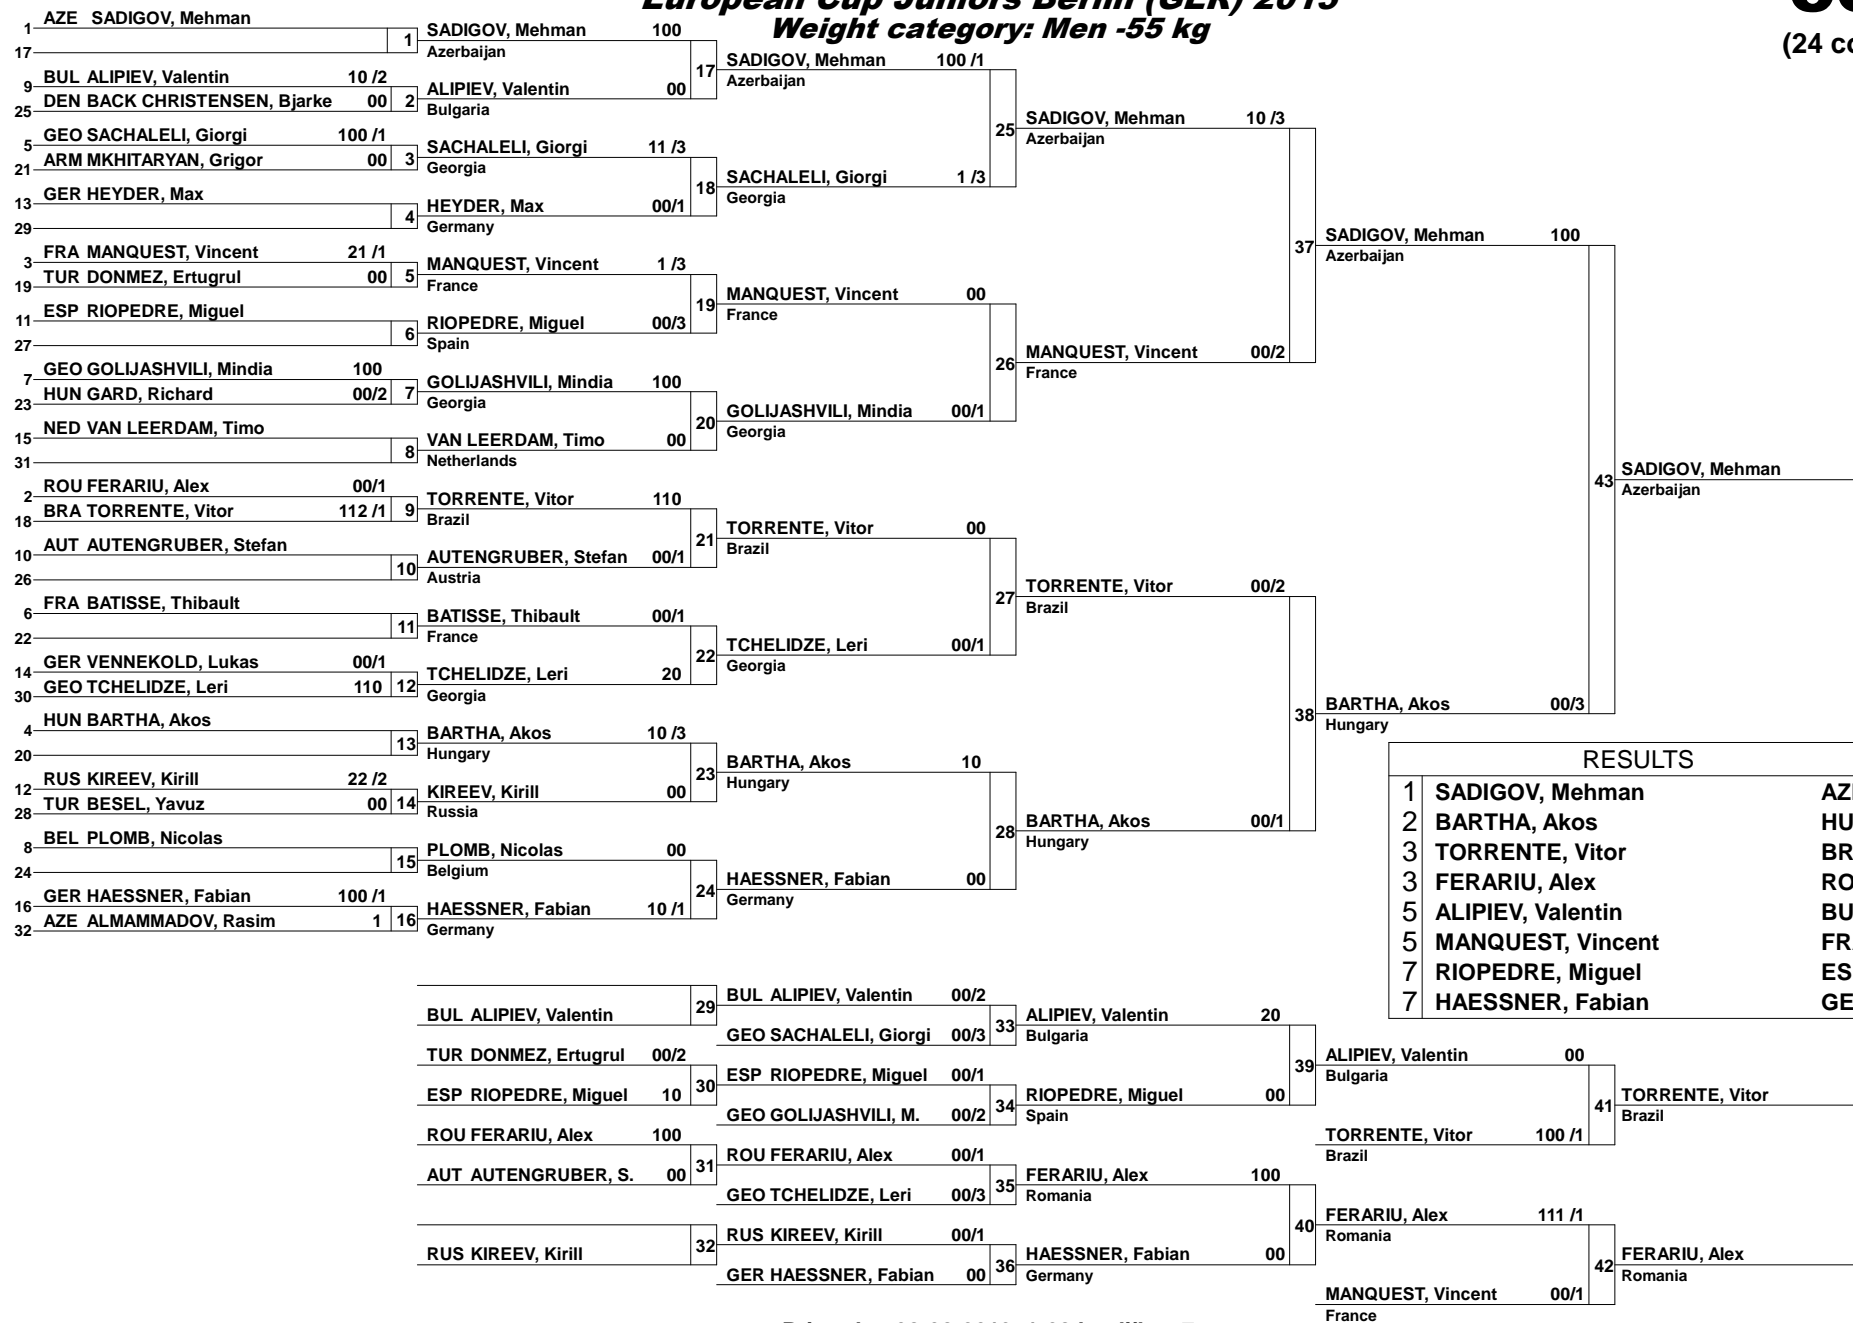 European Cup Juniors Berlin (GER) 2015
Weight category: Men -55 kg
1 AZE SADIGOV, Mehman
17
1
9 BUL ALIPIEV, Valentin 10 /2
25 DEN BACK CHRISTENSEN, Bjarke 00
2
5 GEO SACHALELI, Giorgi 100 /1
21 ARM MKHITARYAN, Grigor 00
3
13 GER HEYDER, Max
29
4
3 FRA MANQUEST, Vincent 21 /1
19 TUR DONMEZ, Ertugrul 00
5
11 ESP RIOPEDRE, Miguel
27
6
7 GEO GOLIJASHVILI, Mindia 100
23 HUN GARD, Richard 00/2
7
15 NED VAN LEERDAM, Timo
31
8
2 ROU FERARIU, Alex 00/1
18 BRA TORRENTE, Vitor 112 /1
9
10 AUT AUTENGRUBER, Stefan
26
10
6 FRA BATISSE, Thibault
22
11
14 GER VENNEKOLD, Lukas 00/1
30 GEO TCHELIDZE, Leri 110
12
4 HUN BARTHA, Akos
20
13
12 RUS KIREEV, Kirill 22 /2
28 TUR BESEL, Yavuz 00
14
8 BEL PLOMB, Nicolas
24
15
16 GER HAESSNER, Fabian 100 /1
32 AZE ALMAMMADOV, Rasim 1
16
SADIGOV, Mehman 100
Azerbaijan
17
ALIPIEV, Valentin 00
Bulgaria
SACHALELI, Giorgi 11 /3
Georgia
18
HEYDER, Max 00/1
Germany
MANQUEST, Vincent 1 /3
France
19
RIOPEDRE, Miguel 00/3
Spain
GOLIJASHVILI, Mindia 100
Georgia
20
VAN LEERDAM, Timo 00
Netherlands
TORRENTE, Vitor 110
Brazil
21
AUTENGRUBER, Stefan 00/1
Austria
BATISSE, Thibault 00/1
France
22
TCHELIDZE, Leri 20
Georgia
BARTHA, Akos 10 /3
Hungary
23
KIREEV, Kirill 00
Russia
PLOMB, Nicolas 00
Belgium
24
HAESSNER, Fabian 10 /1
Germany
SADIGOV, Mehman 100 /1
Azerbaijan
25
SACHALELI, Giorgi 1 /3
Georgia
MANQUEST, Vincent 00
France
26
GOLIJASHVILI, Mindia 00/1
Georgia
TORRENTE, Vitor 00
Brazil
27
TCHELIDZE, Leri 00/1
Georgia
BARTHA, Akos 10
Hungary
28
HAESSNER, Fabian 00
Germany
SADIGOV, Mehman 10 /3
Azerbaijan
37
MANQUEST, Vincent 00/2
France
TORRENTE, Vitor 00/2
Brazil
38
BARTHA, Akos 00/1
Hungary
SADIGOV, Mehman 100
Azerbaijan
43
BARTHA, Akos 00/3
Hungary
SADIGOV, Mehman
Azerbaijan
RESULTS
1 SADIGOV, Mehman
2 BARTHA, Akos
3 TORRENTE, Vitor
3 FERARIU, Alex
5 ALIPIEV, Valentin
5 MANQUEST, Vincent
7 RIOPEDRE, Miguel
7 HAESSNER, Fabian
BUL ALIPIEV, Valentin
29
TUR DONMEZ, Ertugrul 00/2
30
ESP RIOPEDRE, Miguel 10
ROU FERARIU, Alex 100
31
AUT AUTENGRUBER, S. 00
32
RUS KIREEV, Kirill
BUL ALIPIEV, Valentin 00/2
33
GEO SACHALELI, Giorgi 00/3
ESP RIOPEDRE, Miguel 00/1
34
GEO GOLIJASHVILI, M. 00/2
ROU FERARIU, Alex 00/1
35
GEO TCHELIDZE, Leri 00/3
RUS KIREEV, Kirill 00/1
36
GER HAESSNER, Fabian 00
ALIPIEV, Valentin 20
Bulgaria
39
RIOPEDRE, Miguel 00
Spain
FERARIU, Alex 100
Romania
40
HAESSNER, Fabian 00
Germany
ALIPIEV, Valentin 00
Bulgaria
41
TORRENTE, Vitor 100 /1
Brazil
FERARIU, Alex 111 /1
Romania
42
MANQUEST, Vincent 00/1
France
TORRENTE, Vitor
Brazil
FERARIU, Alex
Romania